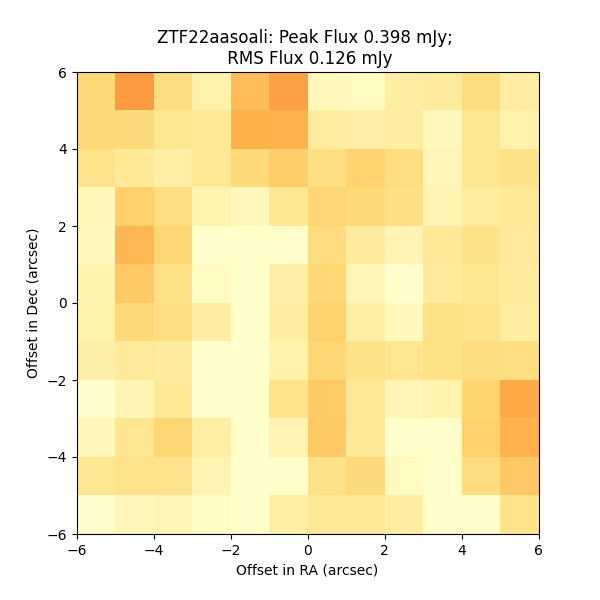 ZTF22aasoali: Peak Flux 0.398 mJy;
RMS Flux 0.126 mJy
6
4
2
0
−2
−4
−6
Offset in Dec (arcsec)
−6 −4 −2 0 2 4 6
Offset in RA (arcsec)